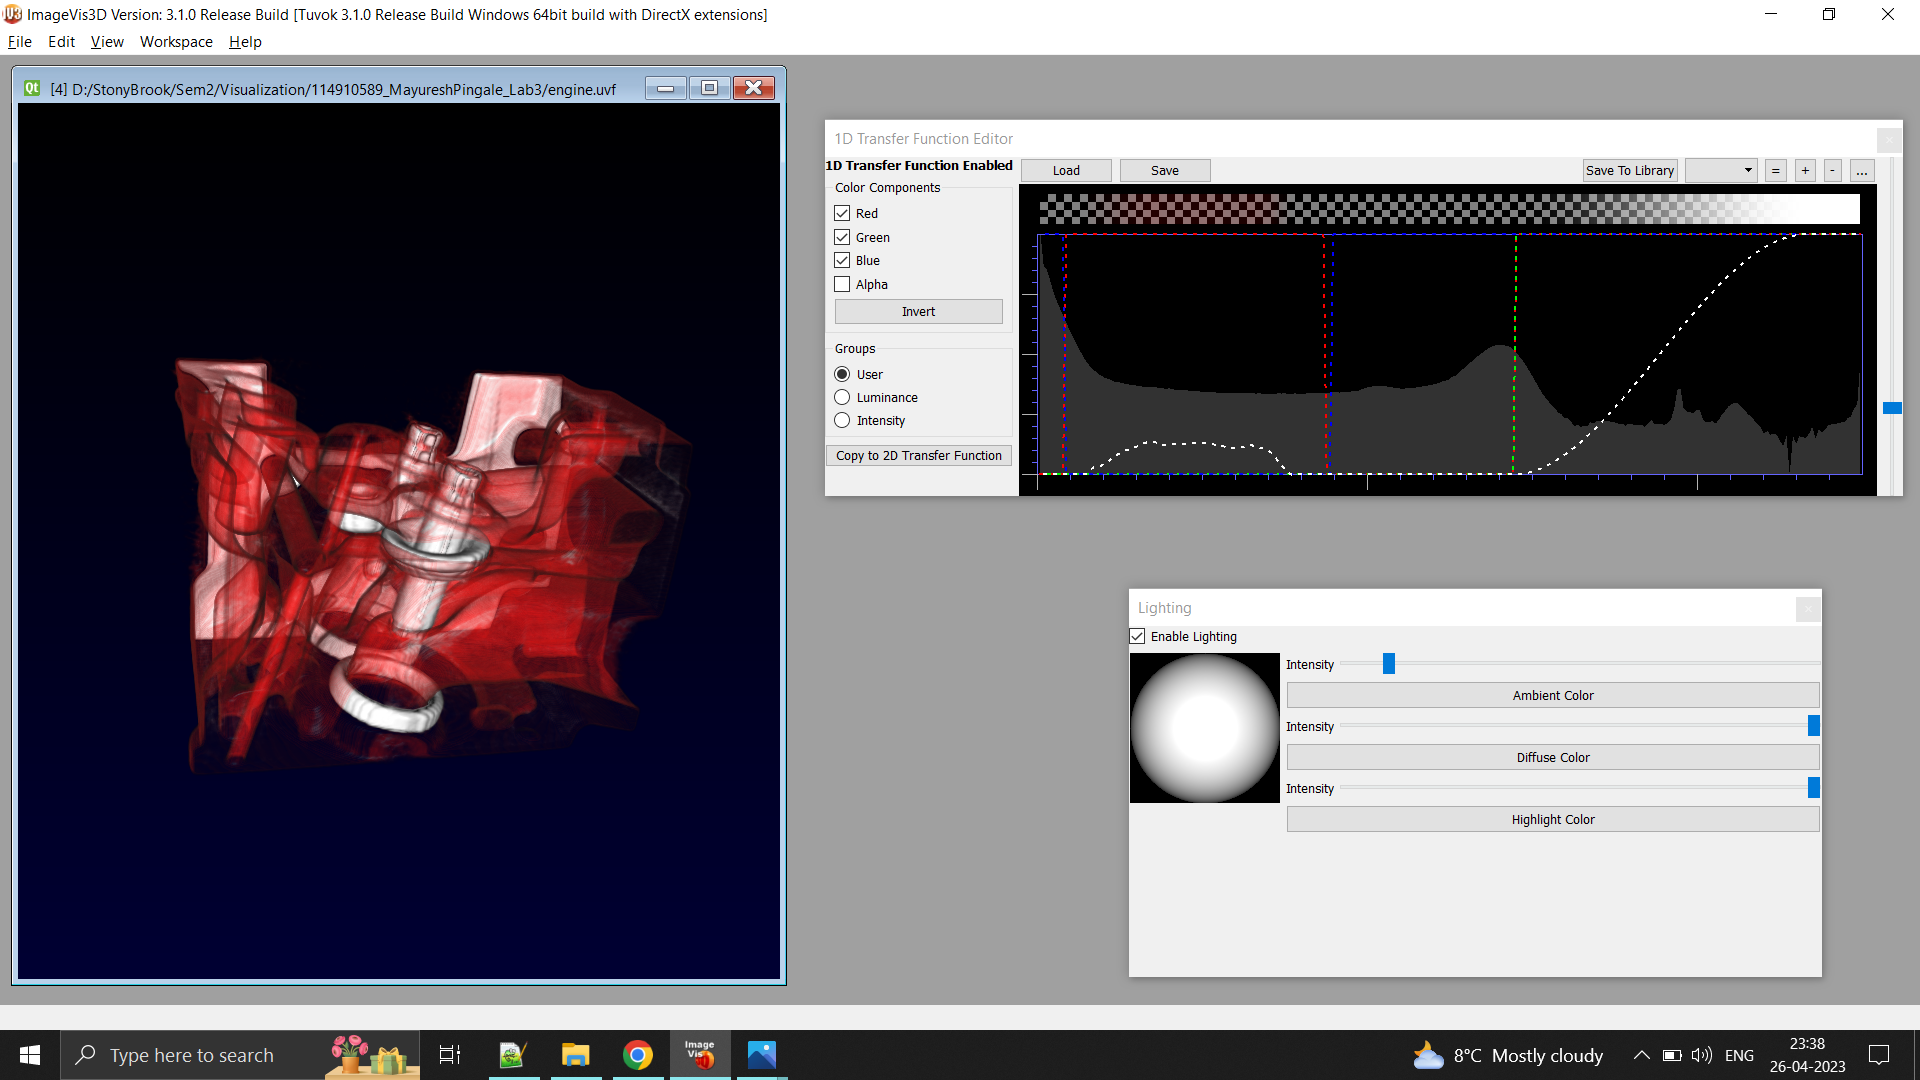 ImageVis3D Version: 3.1.0 Release Build [Tuvok 3.1.0 Release Build Windows 64bit build with DirectX extensions]
File Edit View Workspace Help
[4] D:/StonyBrook/Sem2/Visualization/114910589_MayureshPingale_Lab3/engine.uvf
1D Transfer Function Editor
1D Transfer Function Enabled
Load Save Save To Library = + - ...
Color Components
Red
Green
Blue
Alpha
Invert
Groups
User
Luminance
Intensity
Copy to 2D Transfer Function
Lighting
Enable Lighting
Intensity
Ambient Color
Intensity
Diffuse Color
Intensity
Highlight Color
Type here to search
Image
Vis
8°C Mostly cloudy
ENG
23:38
26-04-2023